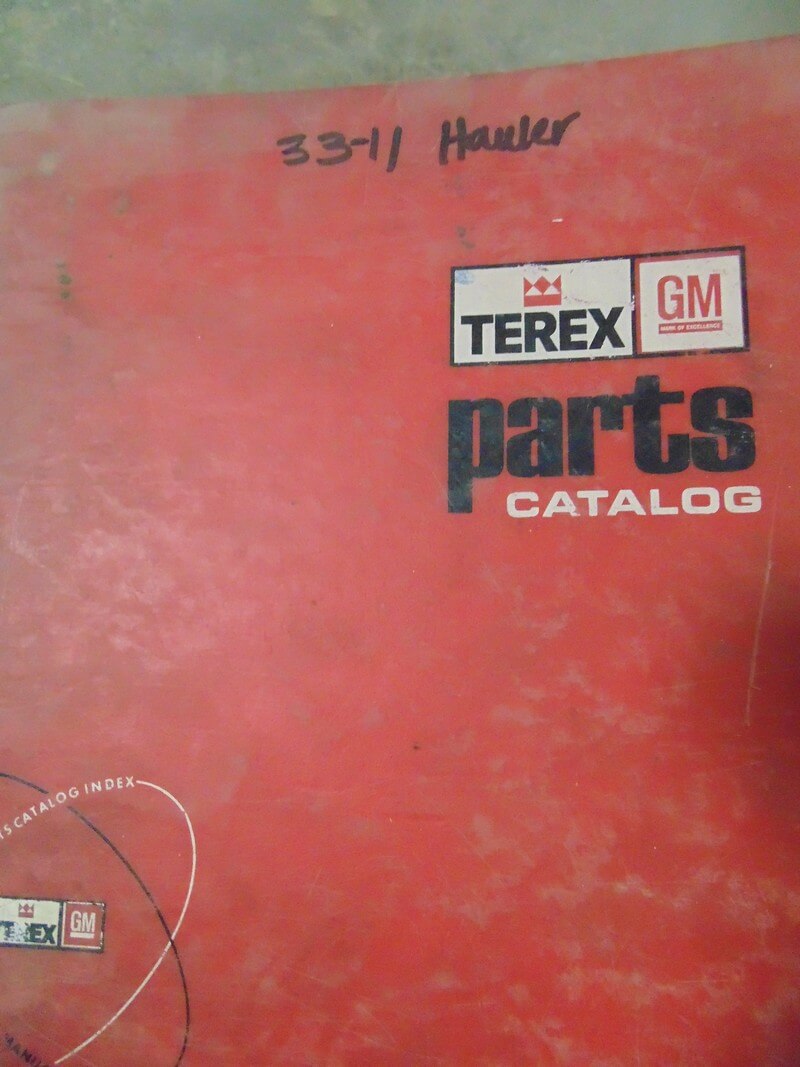 33-11 Hauler
TEREX
GM
MARK OF EXCELLENCE
parts
CATALOG
CATALOG INDEX
TEREX
GM